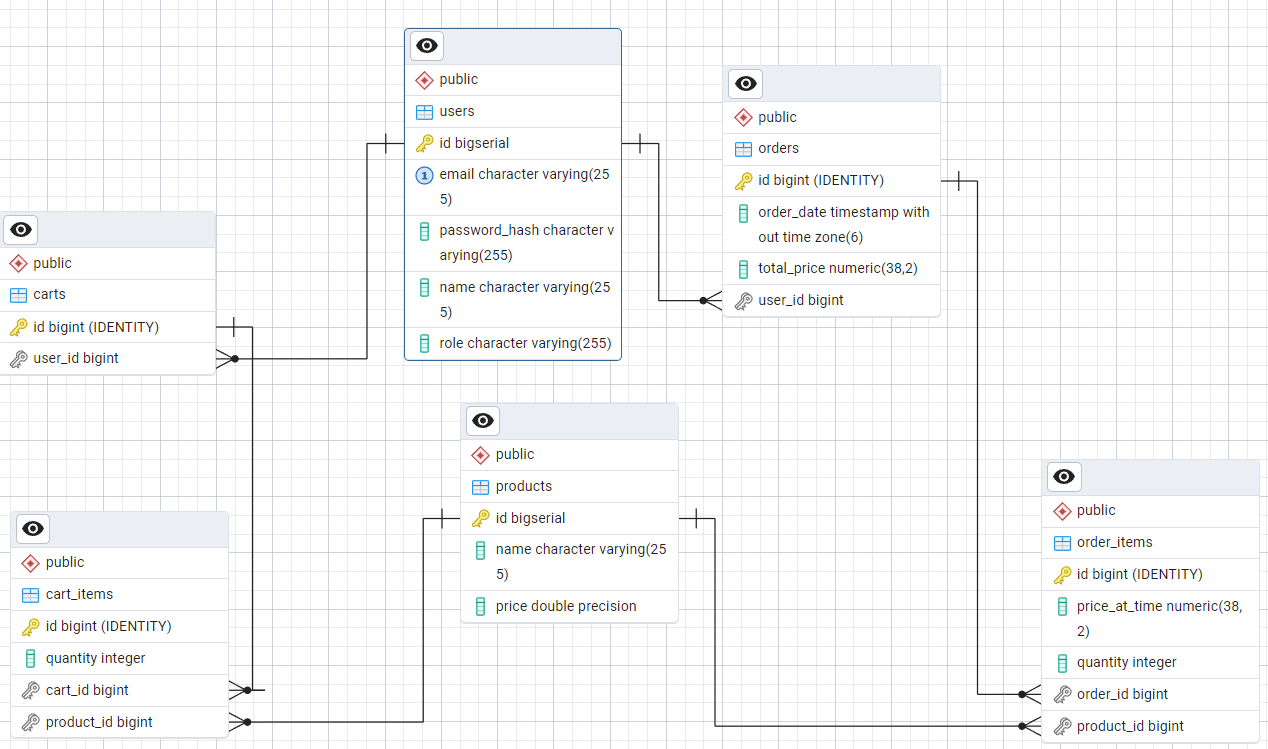 public
users
id bigserial
email character varying(25
5)
password_hash character v
arying(255)
name character varying(25
5)
role character varying(255)
public
orders
id bigint (IDENTITY)
order_date timestamp with
out time zone(6)
total_price numeric(38,2)
user_id bigint
public
carts
id bigint (IDENTITY)
user_id bigint
public
products
id bigserial
name character varying(25
5)
price double precision
public
cart_items
id bigint (IDENTITY)
quantity integer
cart_id bigint
product_id bigint
public
order_items
id bigint (IDENTITY)
price_at_time numeric(38,
2)
quantity integer
order_id bigint
product_id bigint